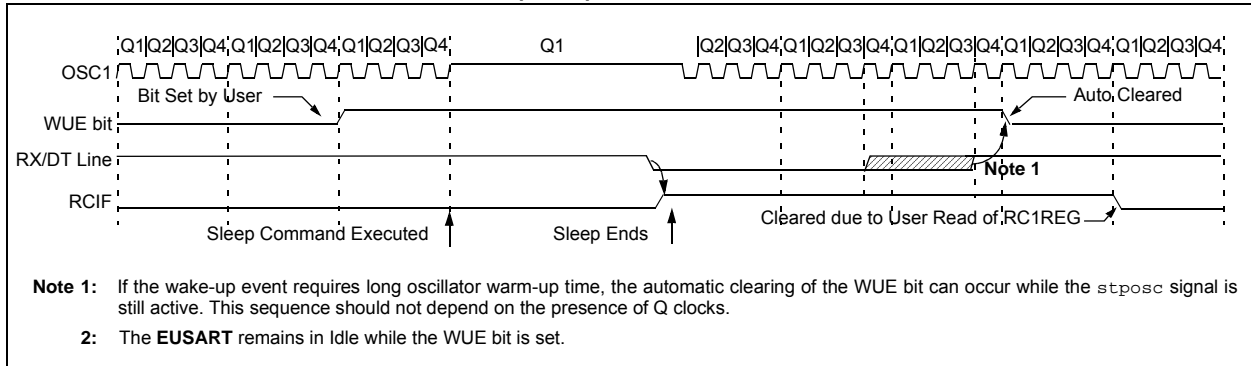 Q1|Q2|Q3|Q4|Q1|Q2|Q3|Q4|Q1|Q2|Q3|Q4 Q1 |Q2|Q3|Q4|Q1|Q2|Q3|Q4|Q1|Q2|Q3|Q4|Q1|Q2|Q3|Q4|Q1|Q2|Q3|Q4
OSC1
Bit Set by User Auto Cleared
WUE bit
RX/DT Line
Note 1
RCIF
Cleared due to User Read of RC1REG
Sleep Command Executed Sleep Ends
Note 1: If the wake-up event requires long oscillator warm-up time, the automatic clearing of the WUE bit can occur while the stposc signal is
still active. This sequence should not depend on the presence of Q clocks.
2: The EUSART remains in Idle while the WUE bit is set.